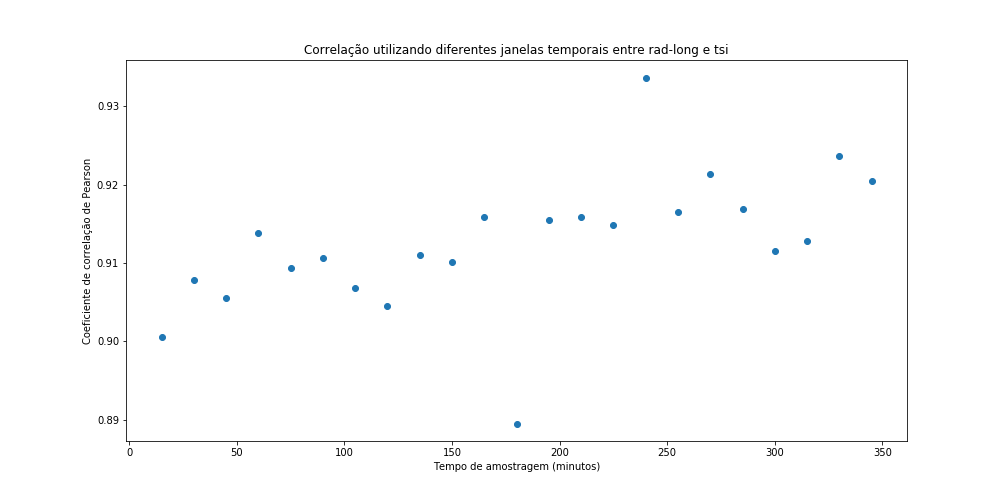 Correlação utilizando diferentes janelas temporais entre rad-long e tsi
Coeficiente de correlação de Pearson
0.93
0.92
0.91
0.90
0.89
0 50 100 150 200 250 300 350
Tempo de amostragem (minutos)